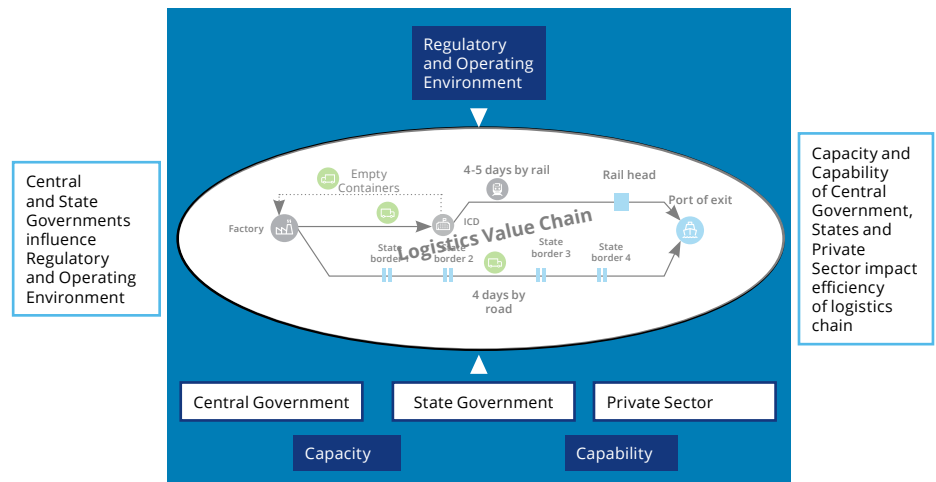 Regulatory
and Operating
Environment
Central
and State
Governments
influence
Regulatory
and Operating
Environment
Empty
Containers
4-5 days by rail
Rail head
Port of exit
Factory
ICD
Logistics Value Chain
State
border 1
State
border 2
State
border 3
State
border 4
4 days by
road
Capacity and
Capability
of Central
Government,
States and
Private
Sector impact
efficiency
of logistics
chain
Central Government
State Government
Private Sector
Capacity
Capability